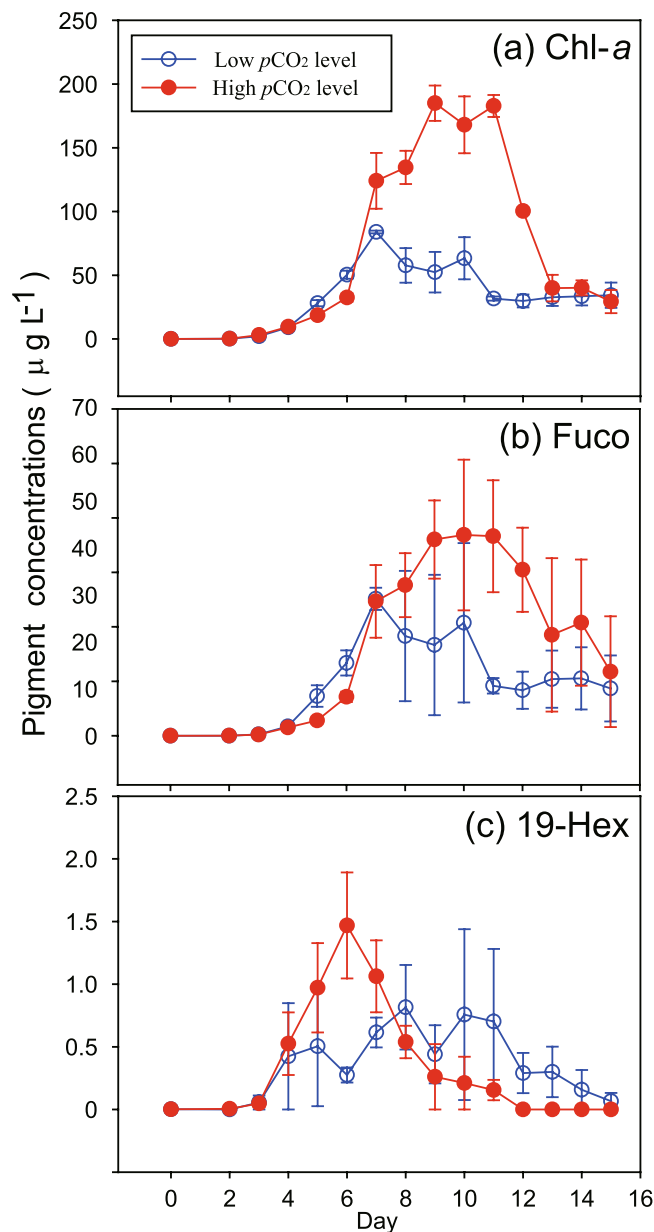 250
200
150
100
50
0
Low pCO2 level
High pCO2 level
(a) Chl-a
Pigment concentrations ( μ g L-1)
70
60
50
40
30
20
10
0
(b) Fuco
2.5
2.0
1.5
1.0
0.5
0
(c) 19-Hex
0 2 4 6 8 10 12 14 16
Day